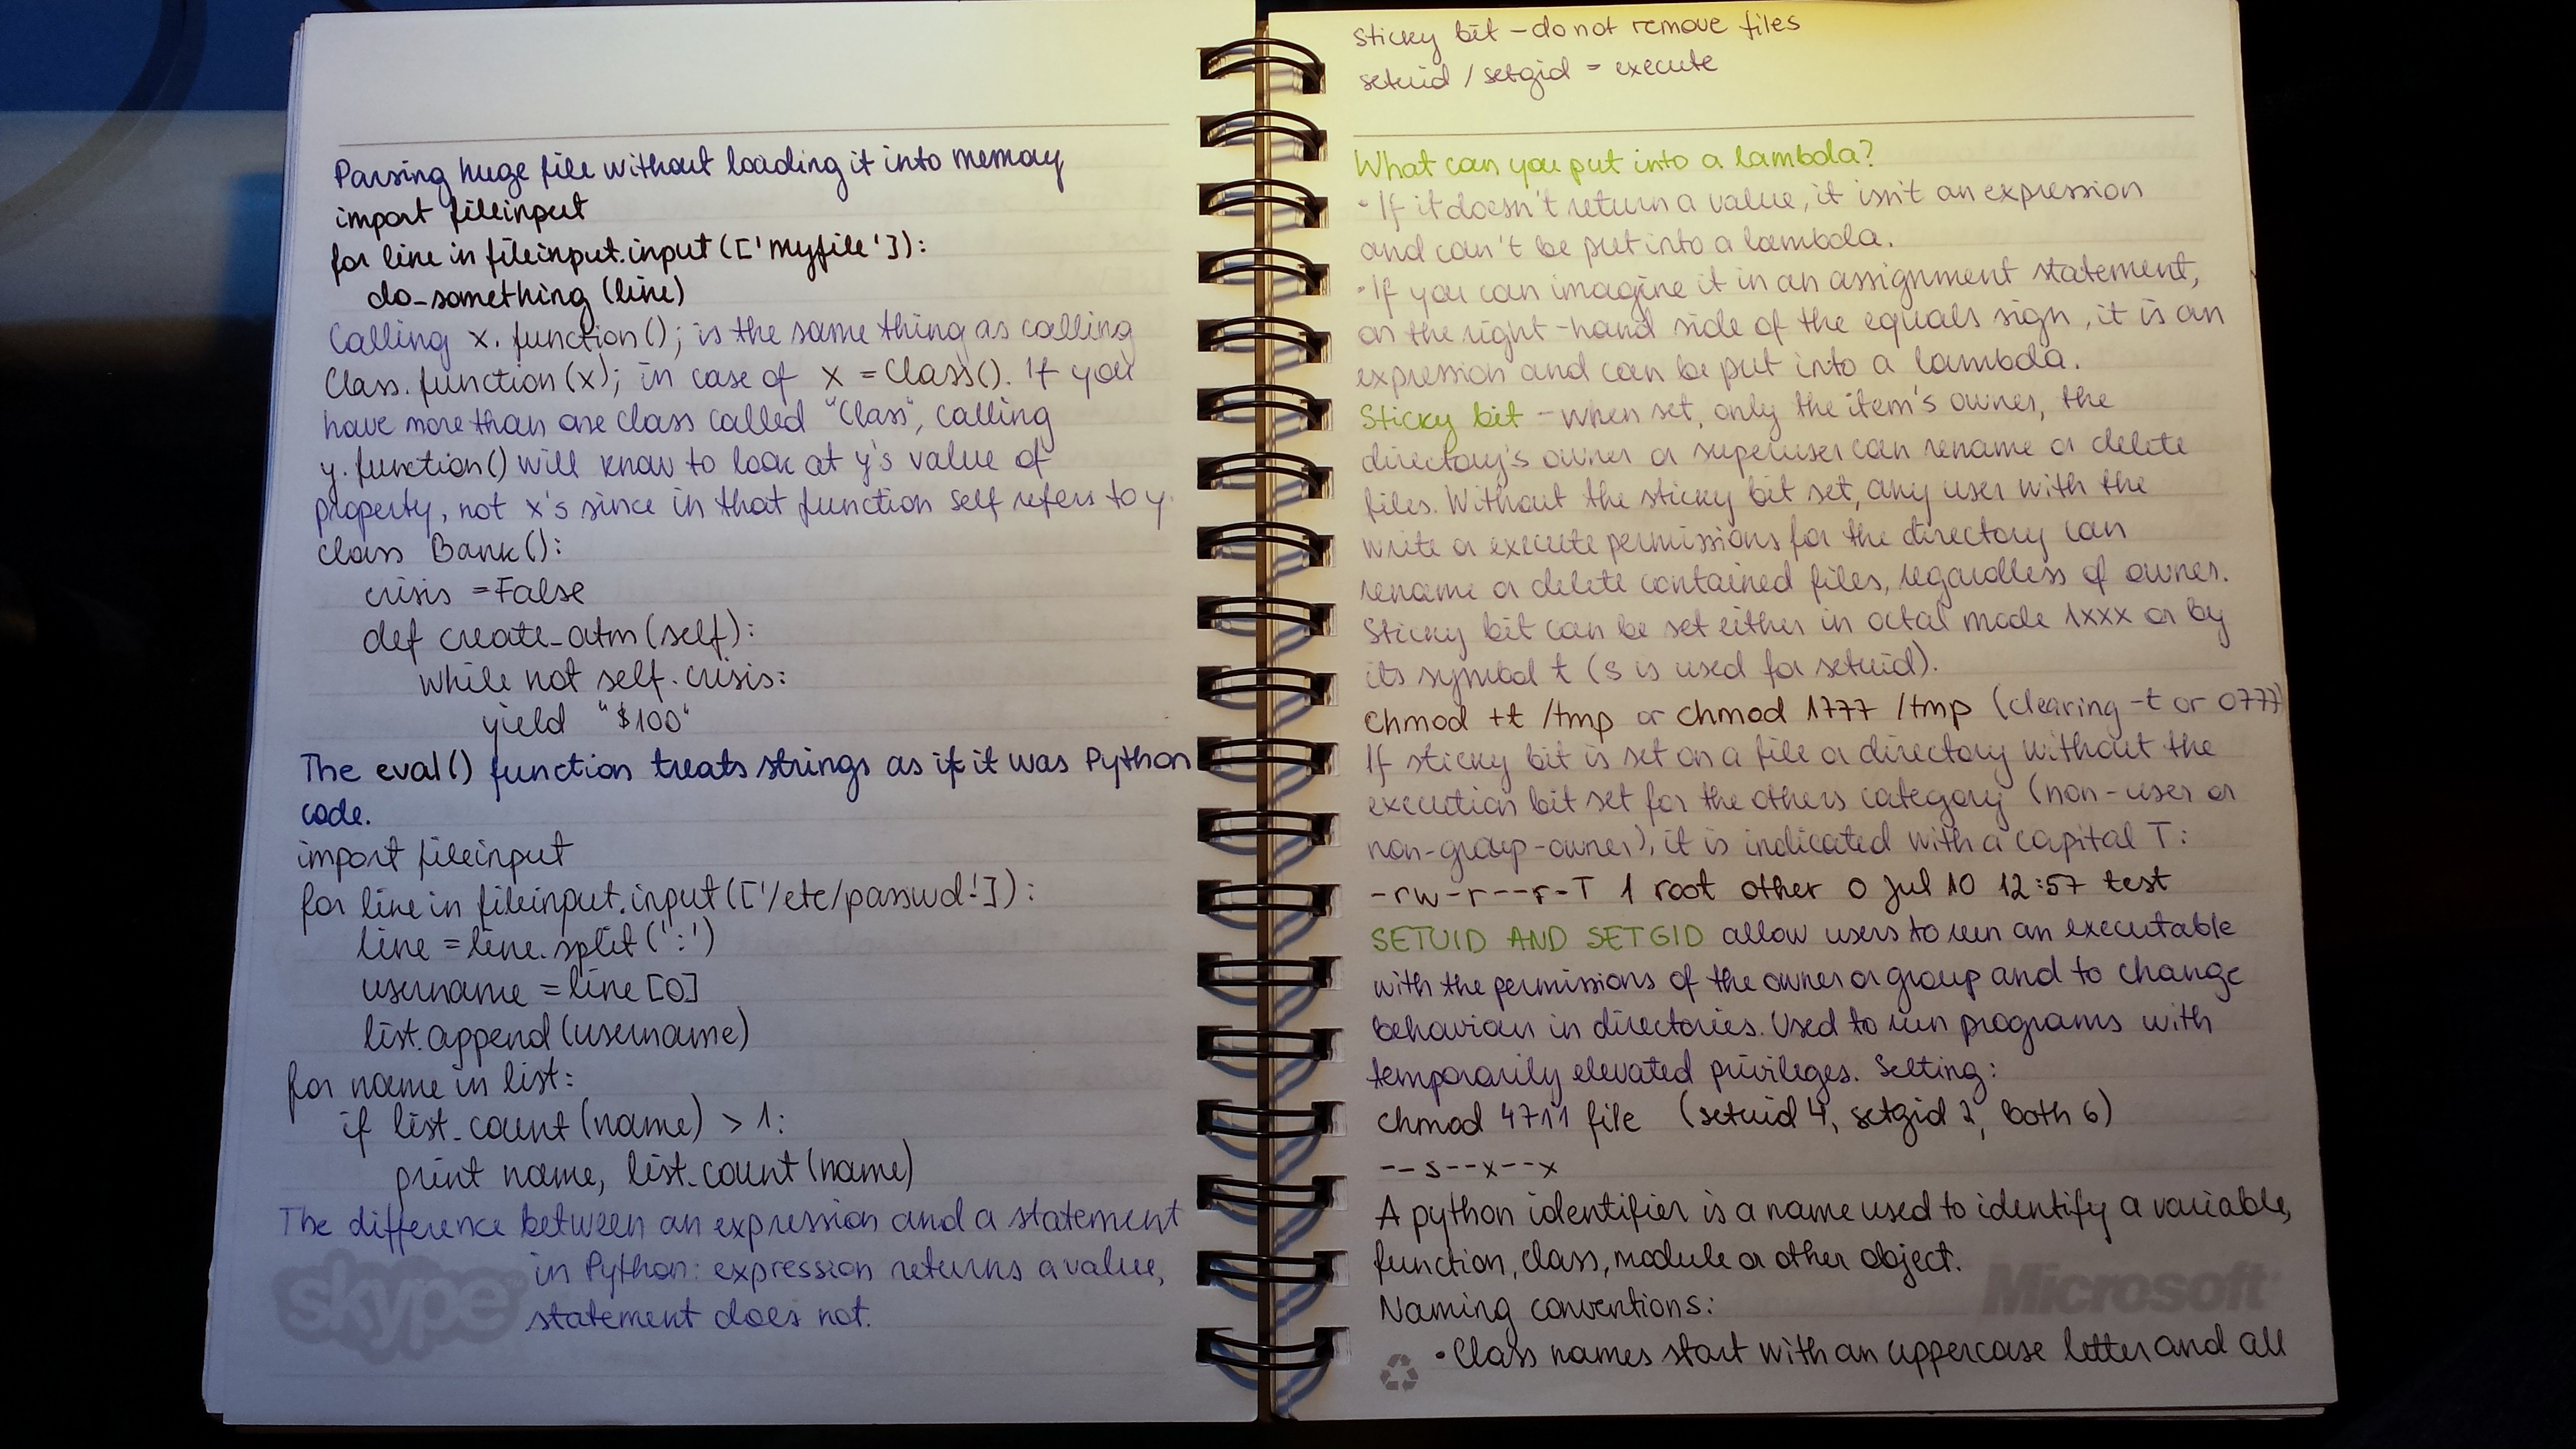 Parsing huge file without loading it into memory
import fileinput
for line in fileinput.input(['myfile']):
do_something(line)
Calling x.function(); is the same thing as calling
Class.function(x); in case of x = Class(). If you
have more than one class called "Class", calling
y.function() will know to look at y's value of
property, not x's since in that function self refers to y.
class Bank():
crisis = False
def create_atm(self):
while not self.crisis:
yield "$100"
The eval() function treats strings as if it was Python
code.
import fileinput
for line in fileinput.input(['/etc/passwd']):
line = line.split(':')
username = line[0]
list.append(username)
for name in list:
if list.count(name) > 1:
print name, list.count(name)
The difference between an expression and a statement
in Python: expression returns a value,
statement does not.
skype
sticky bit - do not remove files
setuid / setgid = execute
What can you put into a lambda?
• If it doesn't return a value, it isn't an expression
and can't be put into a lambda.
• If you can imagine it in an assignment statement,
on the right-hand side of the equals sign, it is an
expression and can be put into a lambda.
Sticky bit - when set, only the item's owner, the
directory's owner or superuser can rename or delete
files. Without the sticky bit set, any user with the
write or execute permissions for the directory can
rename or delete contained files, regardless of owner.
Sticky bit can be set either in octal mode 1xxx or by
its symbol t (s is used for setuid).
chmod +t /tmp or chmod 1777 /tmp (clearing -t or 0777)
If sticky bit is set on a file or directory without the
execution bit set for the others category (non-user or
non-group-owner), it is indicated with a capital T:
-rw-r--r-T 1 root other 0 Jul 10 12:57 test
SETUID AND SETGID allow users to run an executable
with the permissions of the owner or group and to change
behaviour in directories. Used to run programs with
temporarily elevated privileges. Setting:
chmod 4711 file (setuid 4, setgid 2, both 6)
--s--x--x
A python identifier is a name used to identify a variable,
function, class, module or other object.
Naming conventions:
• Class names start with an uppercase letter and all
Microsoft